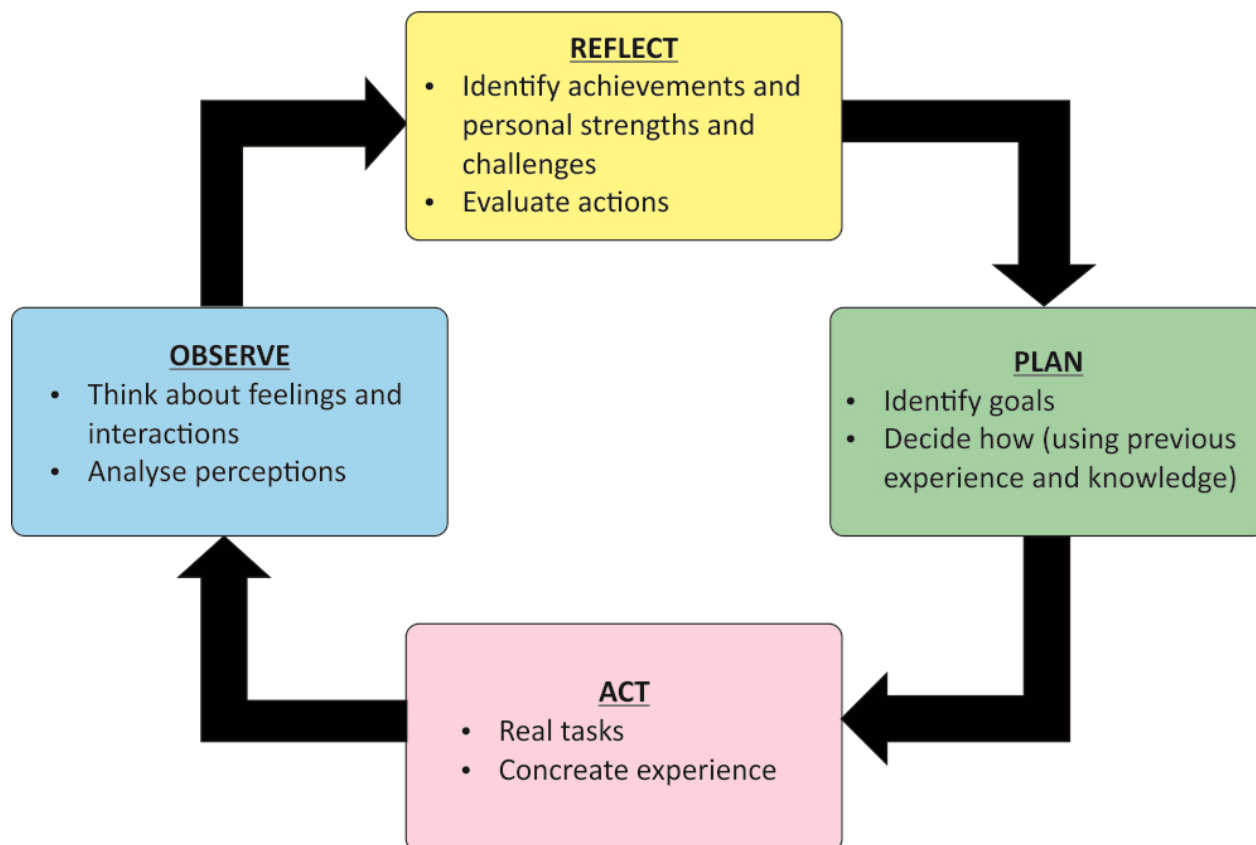 REFLECT
• Identify achievements and
personal strengths and
challenges
• Evaluate actions
OBSERVE
• Think about feelings and
interactions
• Analyse perceptions
PLAN
• Identify goals
• Decide how (using previous
experience and knowledge)
ACT
• Real tasks
• Concreate experience